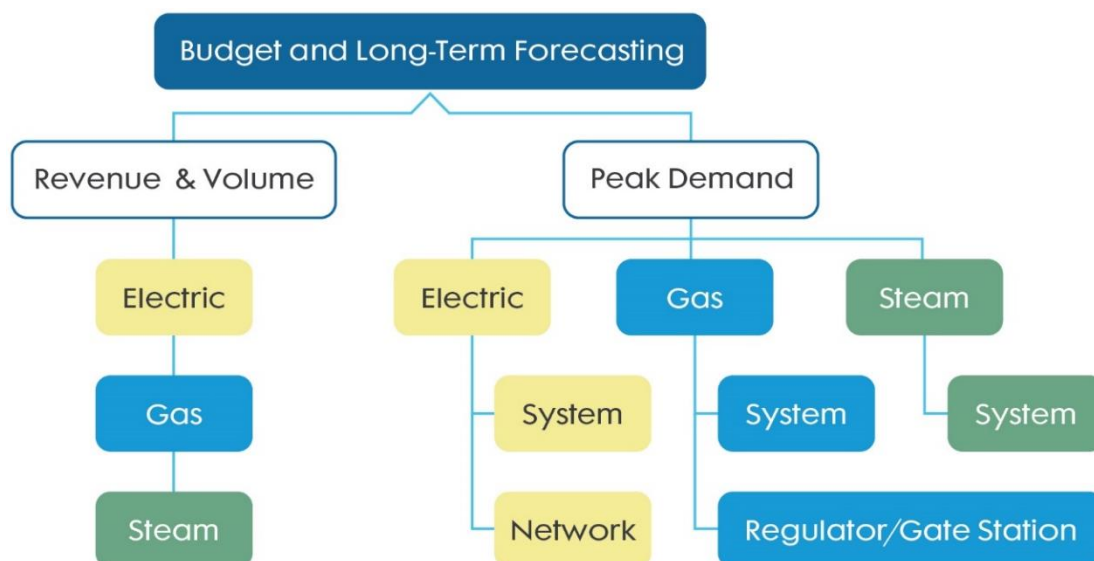 Budget and Long-Term Forecasting
Revenue & Volume
Peak Demand
Electric
Electric
Gas
Steam
Gas
System
System
System
Steam
Network
Regulator/Gate Station